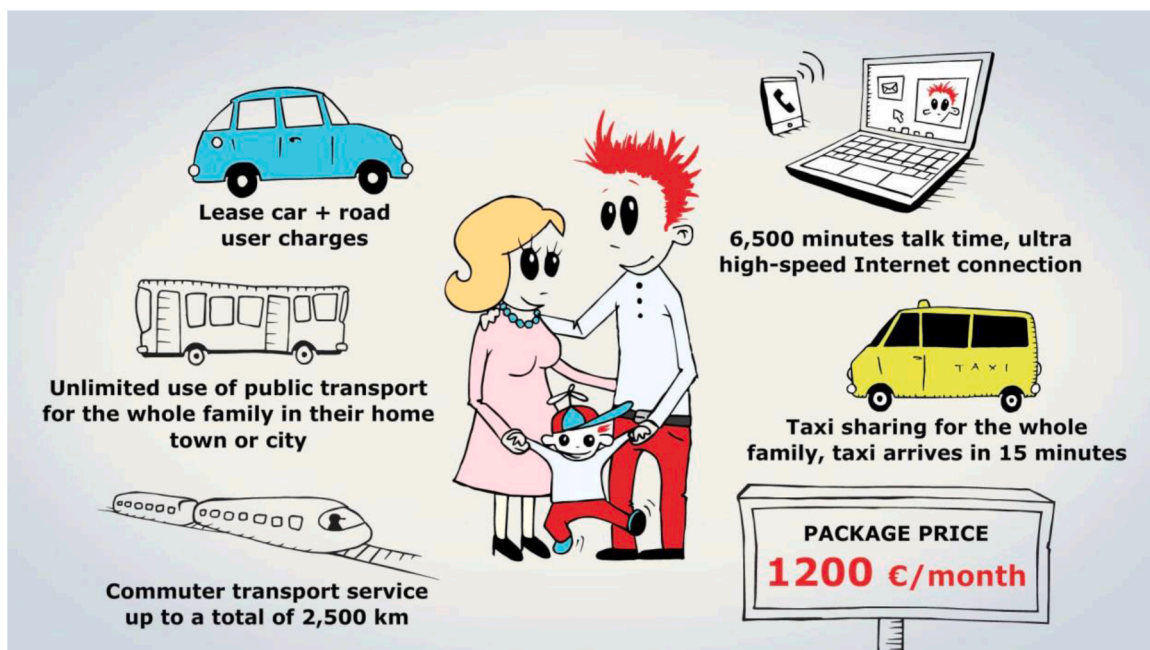 Lease car + road
user charges
Unlimited use of public transport
for the whole family in their home
town or city
Commuter transport service
up to a total of 2,500 km
6,500 minutes talk time, ultra
high-speed Internet connection
TAXI
Taxi sharing for the whole
family, taxi arrives in 15 minutes
PACKAGE PRICE
1200 €/month